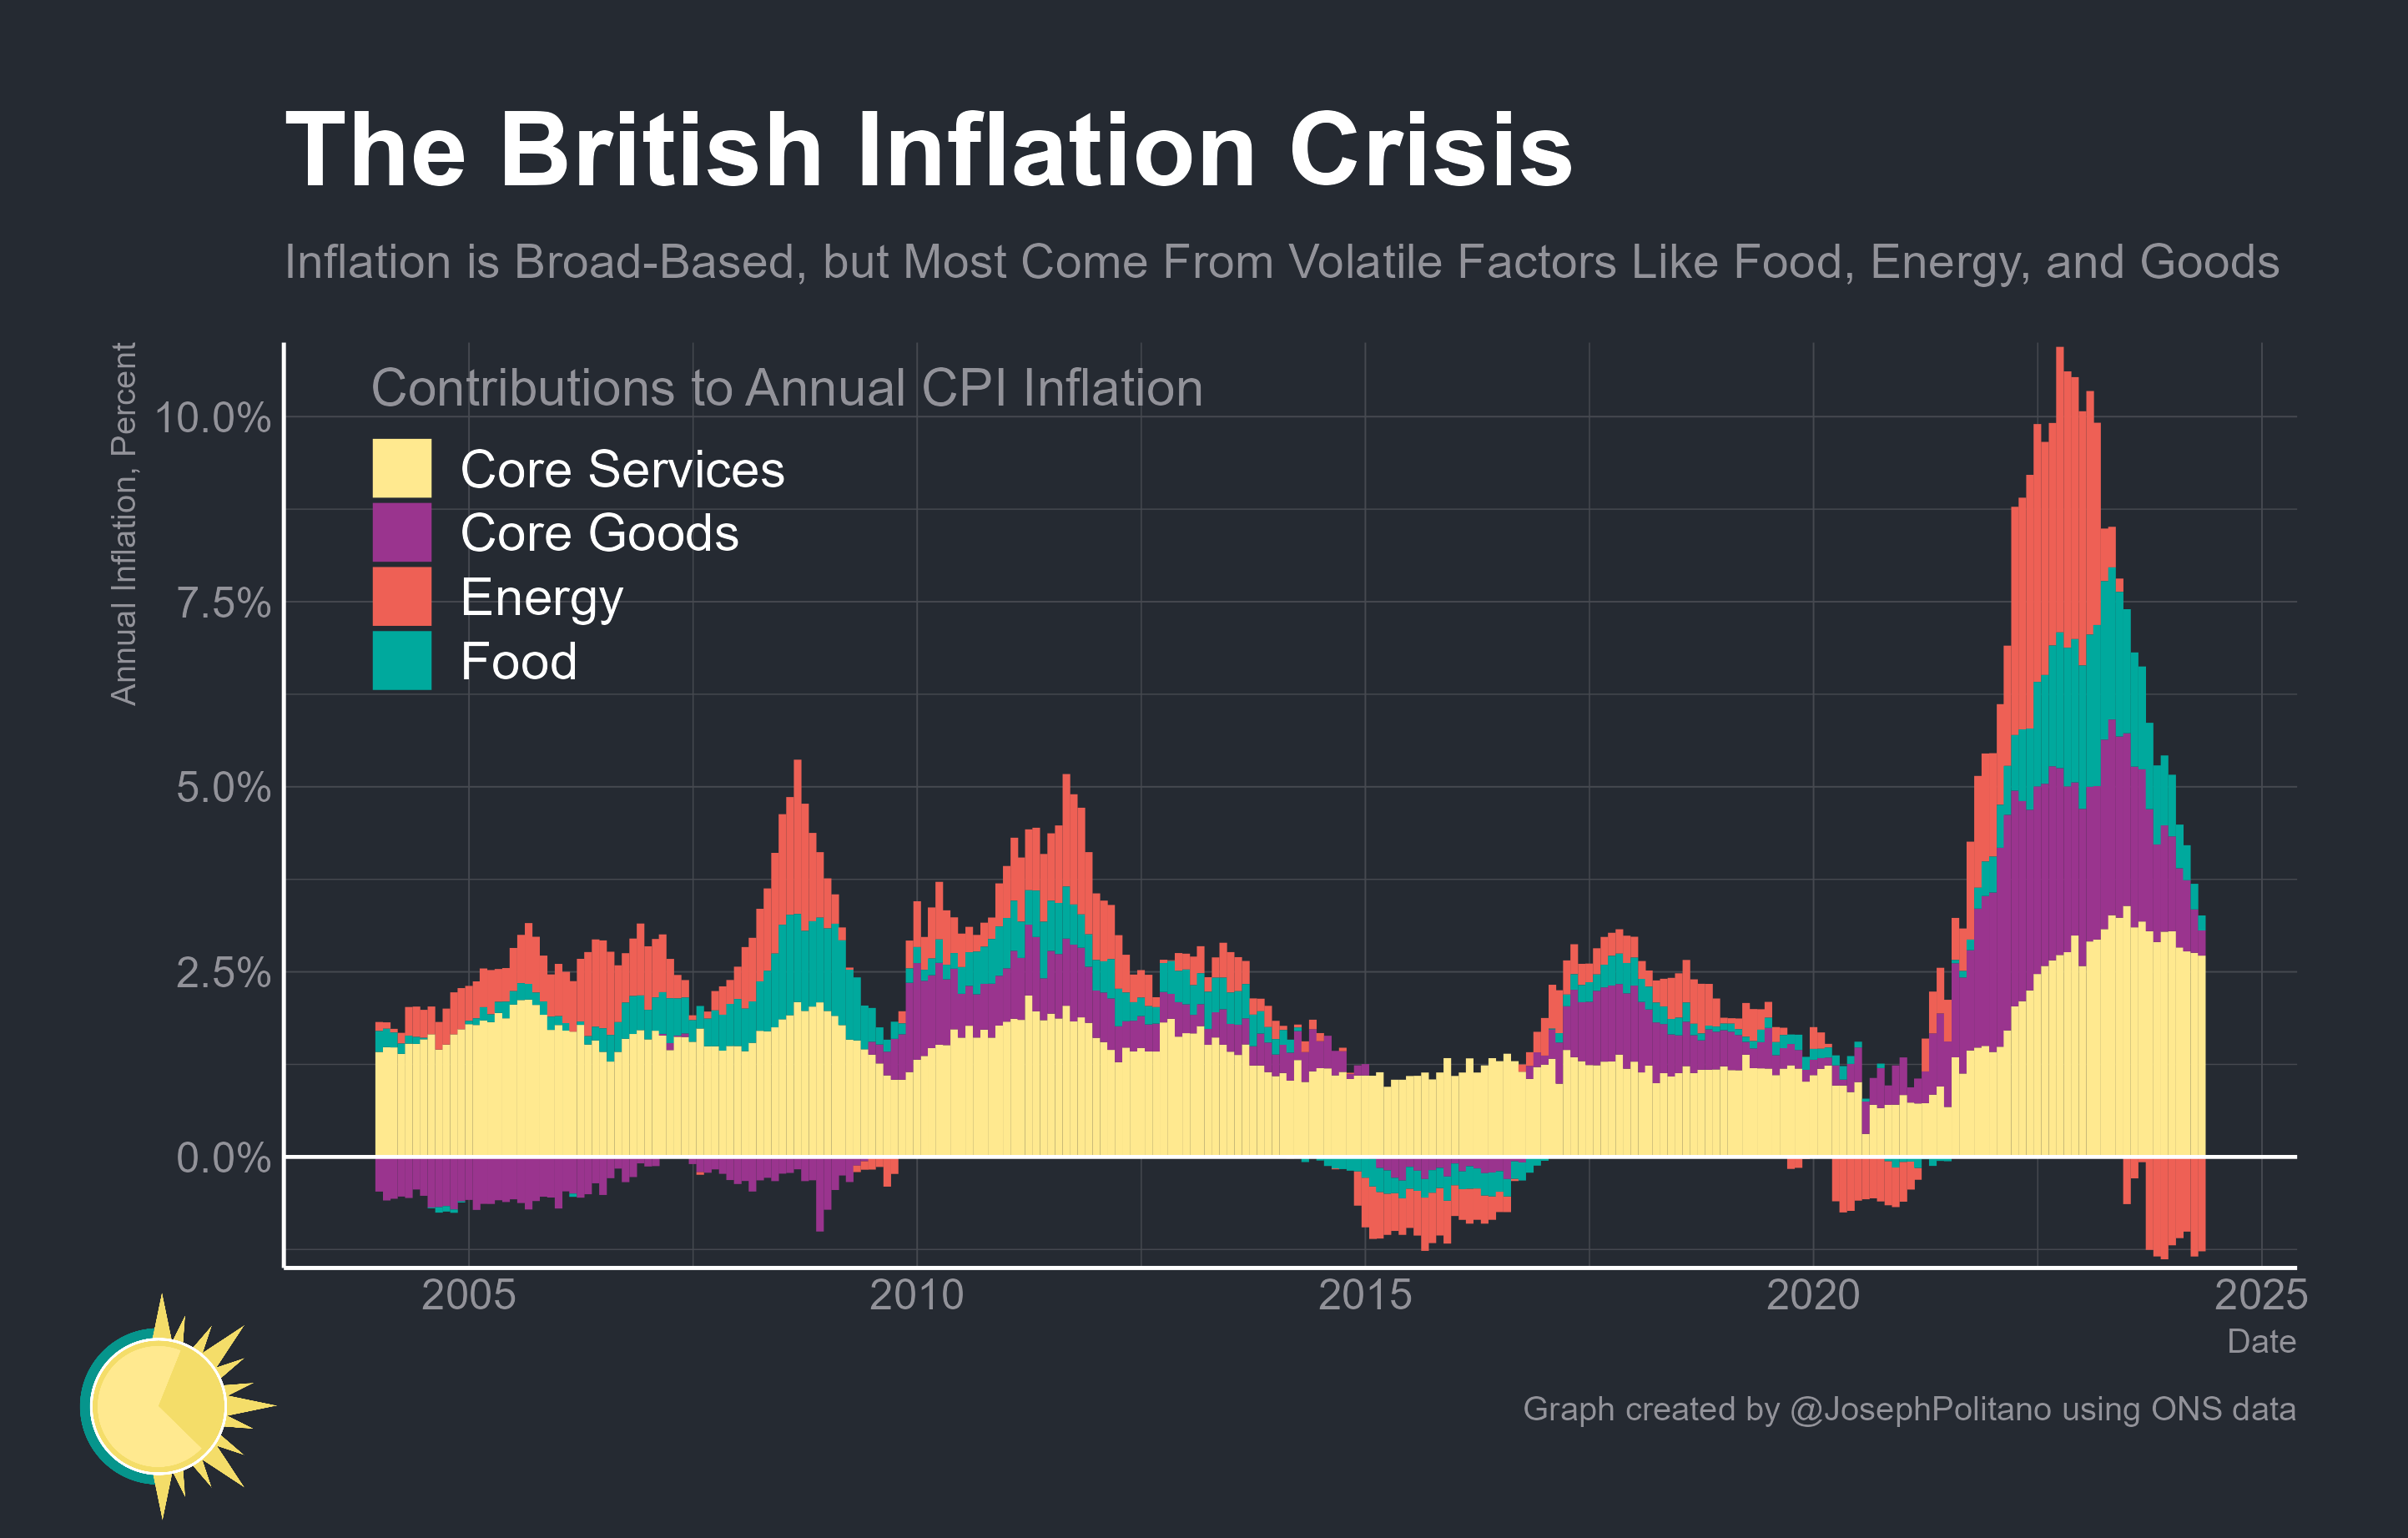 The British Inflation Crisis
Inflation is Broad-Based, but Most Come From Volatile Factors Like Food, Energy, and Goods
Annual Inflation, Percent
Contributions to Annual CPI Inflation
Core Services
Core Goods
Energy
Food
10.0%
7.5%
5.0%
2.5%
0.0%
2005
2010
2015
2020
2025
Date
Graph created by @JosephPolitano using ONS data